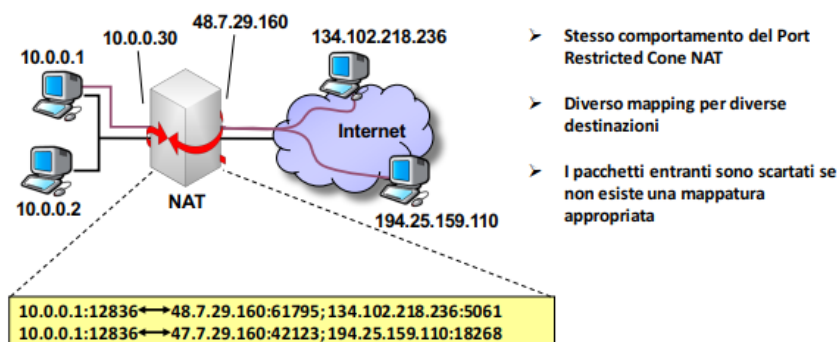 48.7.29.160
10.0.0.30
134.102.218.236
10.0.0.1
Internet
10.0.0.2
NAT
194.25.159.110
➢ Stesso comportamento del Port
Restricted Cone NAT
➢ Diverso mapping per diverse
destinazioni
➢ I pacchetti entranti sono scartati se
non esiste una mappatura
appropriata
10.0.0.1:12836⟷48.7.29.160:61795; 134.102.218.236:5061
10.0.0.1:12836⟷47.7.29.160:42123; 194.25.159.110:18268